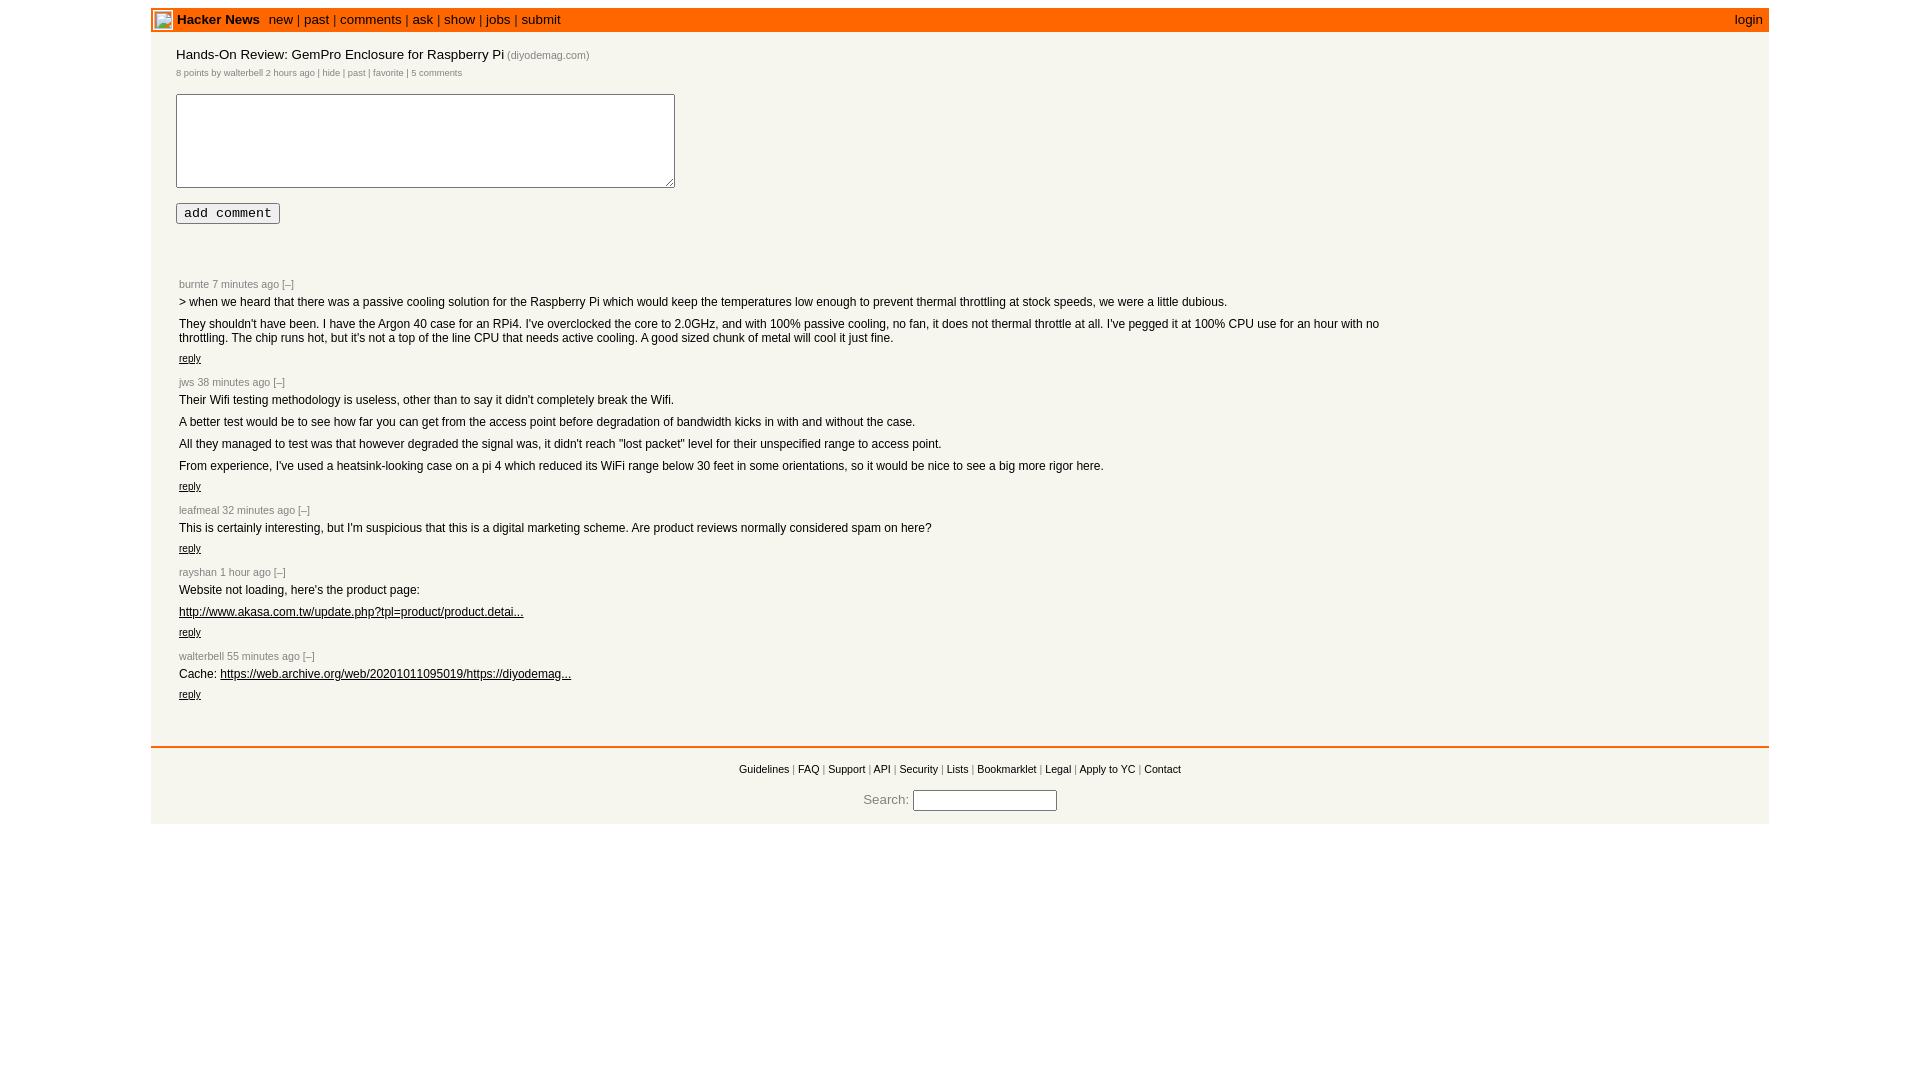 Hacker News new | past | comments | ask | show | jobs | submit login
Hands-On Review: GemPro Enclosure for Raspberry Pi (diyodemag.com)
8 points by walterbell 2 hours ago | hide | past | favorite | 5 comments
add comment
burnte 7 minutes ago [–]
> when we heard that there was a passive cooling solution for the Raspberry Pi which would keep the temperatures low enough to prevent thermal throttling at stock speeds, we were a little dubious.
They shouldn't have been. I have the Argon 40 case for an RPi4. I've overclocked the core to 2.0GHz, and with 100% passive cooling, no fan, it does not thermal throttle at all. I've pegged it at 100% CPU use for an hour with no
throttling. The chip runs hot, but it's not a top of the line CPU that needs active cooling. A good sized chunk of metal will cool it just fine.
reply
jws 38 minutes ago [–]
Their Wifi testing methodology is useless, other than to say it didn't completely break the Wifi.
A better test would be to see how far you can get from the access point before degradation of bandwidth kicks in with and without the case.
All they managed to test was that however degraded the signal was, it didn't reach "lost packet" level for their unspecified range to access point.
From experience, I've used a heatsink-looking case on a pi 4 which reduced its WiFi range below 30 feet in some orientations, so it would be nice to see a big more rigor here.
reply
leafmeal 32 minutes ago [–]
This is certainly interesting, but I'm suspicious that this is a digital marketing scheme. Are product reviews normally considered spam on here?
reply
rayshan 1 hour ago [–]
Website not loading, here's the product page:
http://www.akasa.com.tw/update.php?tpl=product/product.detai...
reply
walterbell 55 minutes ago [–]
Cache: https://web.archive.org/web/20201011095019/https://diyodemag...
reply
Guidelines | FAQ | Support | API | Security | Lists | Bookmarklet | Legal | Apply to YC | Contact
Search: